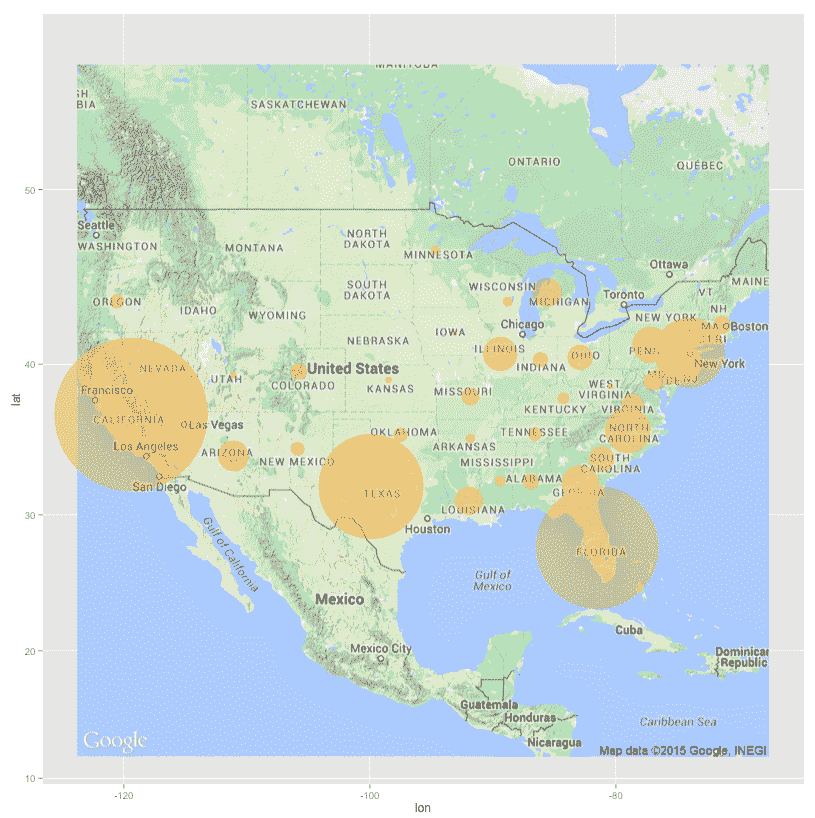 MANITOBA
SASKATCHEWAN
ONTARIO
QUÉBEC
50
Seattle
WASHINGTON
MONTANA
NORTH
DAKOTA
MINNESOTA
Ottawa
MAINE
OREGON
IDAHO
SOUTH
DAKOTA
WISCONSIN
MICHIGAN
Toronto
VT
NH
WYOMING
NEW YORK
Chicago
IOWA
MA
Boston
NEBRASKA
ILLINOIS
OHIO
PENN
New York
40
NEVADA
UTAH
United States
INDIANA
COLORADO
KANSAS
MISSOURI
WEST
VIRGINIA
DE
NJ
lat
Francisco
CALIFORNIA
Las Vegas
KENTUCKY
VIRGINIA
OKLAHOMA
TENNESSEE
NORTH
CAROLINA
Los Angeles
ARIZONA
NEW MEXICO
ARKANSAS
MISSISSIPPI
SOUTH
CAROLINA
San Diego
TEXAS
ALABAMA
GEORGIA
LOUISIANA
30
Houston
FLORIDA
Gulf of California
Gulf of
Mexico
Mexico
Cuba
20
Mexico City
Dominican
Republic
Guatemala
Honduras
Caribbean Sea
Nicaragua
Google
Map data ©2015 Google, INEGI
10
-120
-100
-80
lon